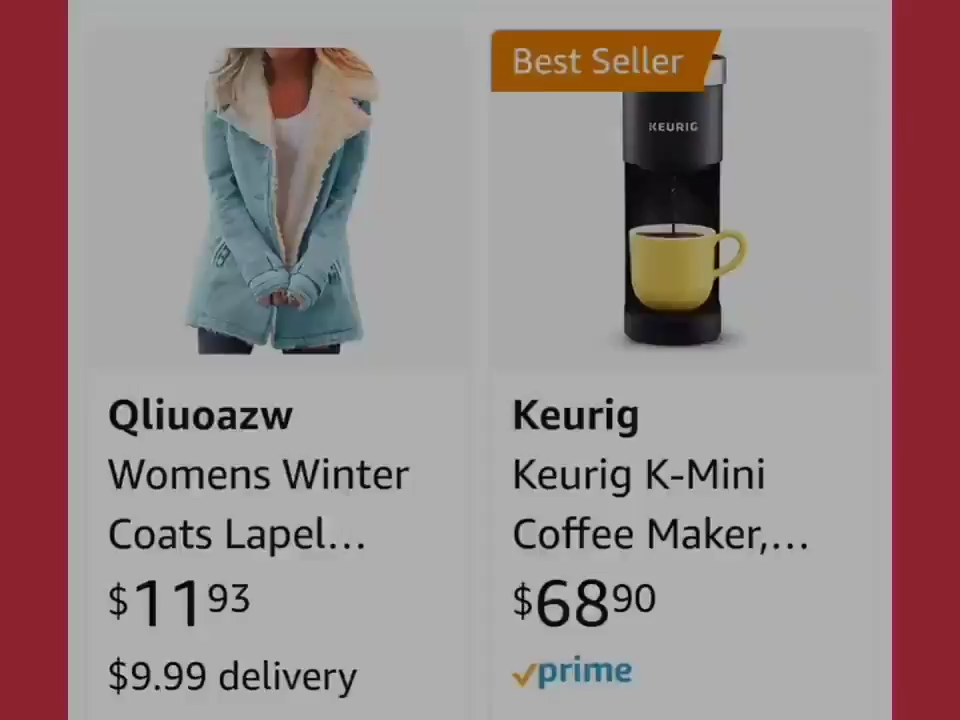 Best Seller
KEURIG
Qliuoazw
Womens Winter
Coats Lapel...
$11.93
$9.99 delivery
Keurig
Keurig K-Mini
Coffee Maker,...
$68.90
prime